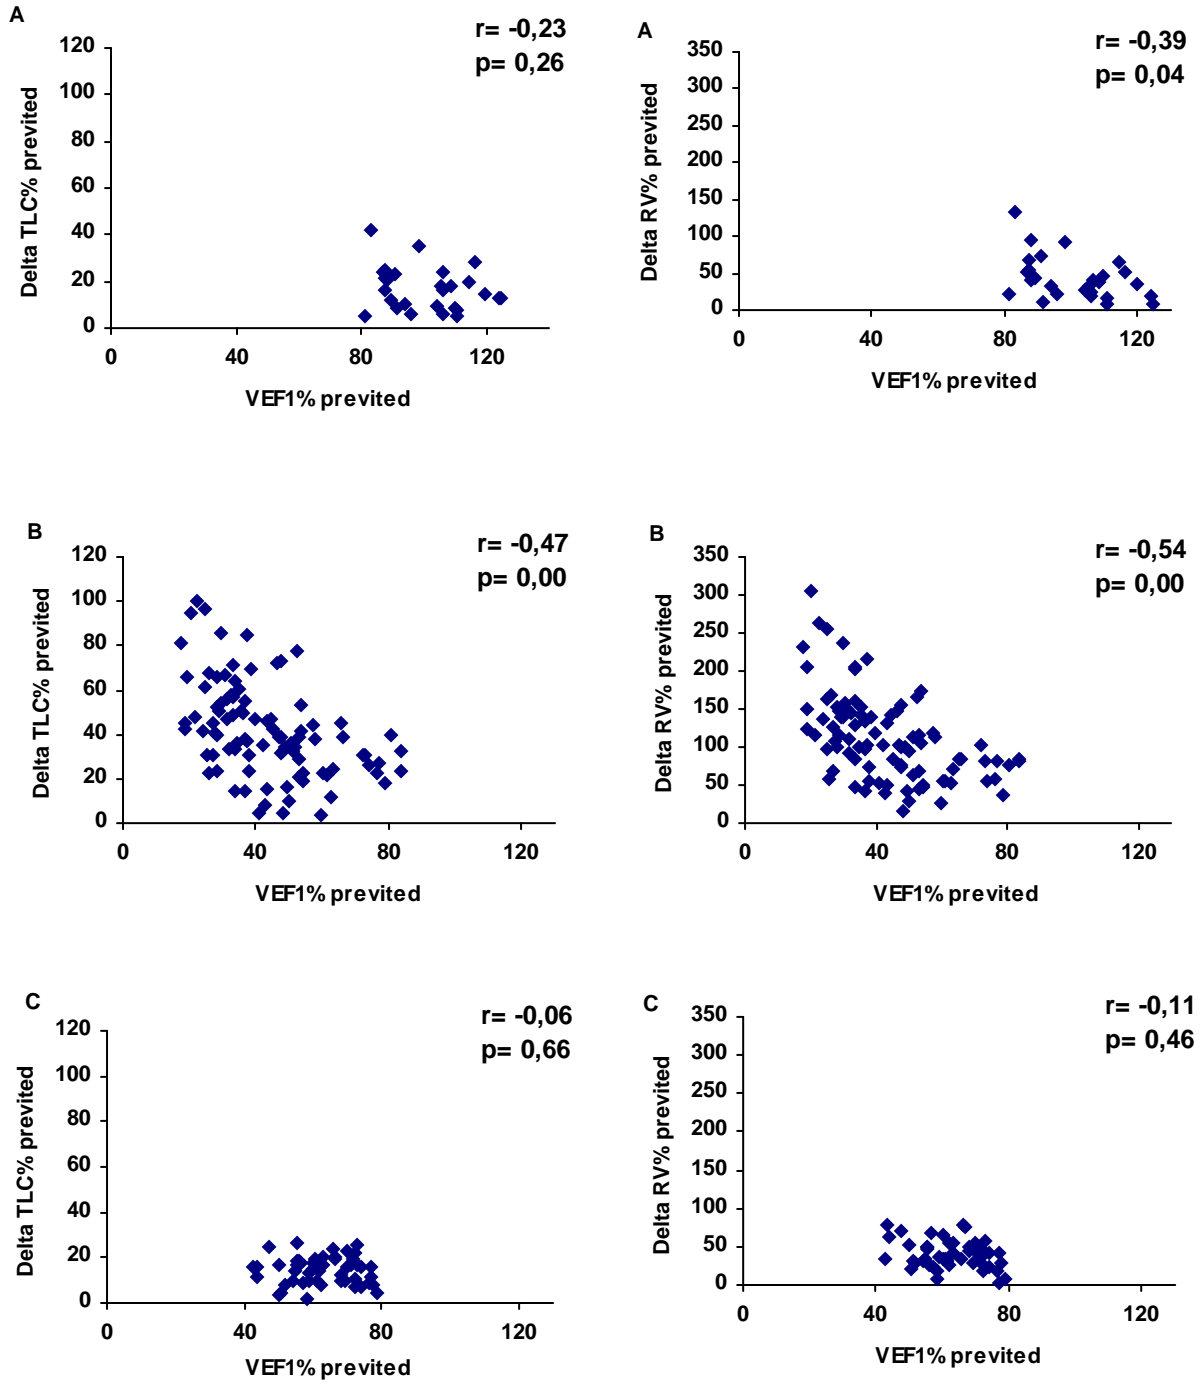 A
r= -0,23
p= 0,26
120
100
80
60
40
20
0
Delta TLC% previted
0 40 80 120
VEF1% previted
A
r= -0,39
p= 0,04
350
300
250
200
150
100
50
0
Delta RV% previted
0 40 80 120
VEF1% previted
B
r= -0,47
p= 0,00
120
100
80
60
40
20
0
Delta TLC% previted
0 40 80 120
VEF1% previted
B
r= -0,54
p= 0,00
350
300
250
200
150
100
50
0
Delta RV% previted
0 40 80 120
VEF1% previted
C
r= -0,06
p= 0,66
120
100
80
60
40
20
0
Delta TLC% previted
0 40 80 120
VEF1% previted
C
r= -0,11
p= 0,46
350
300
250
200
150
100
50
0
Delta RV% previted
0 40 80 120
VEF1% previted